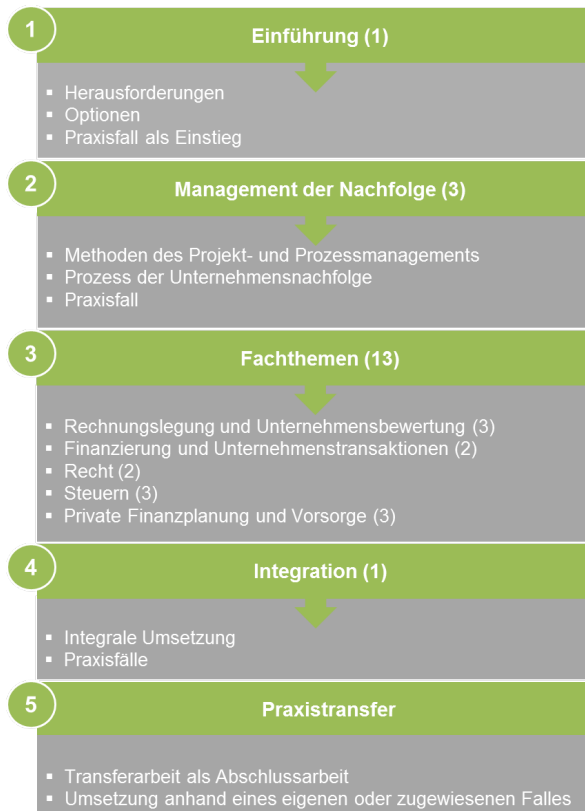 1
Einführung (1)
▪ Herausforderungen
▪ Optionen
▪ Praxisfall als Einstieg
2
Management der Nachfolge (3)
▪ Methoden des Projekt- und Prozessmanagements
▪ Prozess der Unternehmensnachfolge
▪ Praxisfall
3
Fachthemen (13)
▪ Rechnungslegung und Unternehmensbewertung (3)
▪ Finanzierung und Unternehmenstransaktionen (2)
▪ Recht (2)
▪ Steuern (3)
▪ Private Finanzplanung und Vorsorge (3)
4
Integration (1)
▪ Integrale Umsetzung
▪ Praxisfälle
5
Praxistransfer
▪ Transferarbeit als Abschlussarbeit
▪ Umsetzung anhand eines eigenen oder zugewiesenen Falles